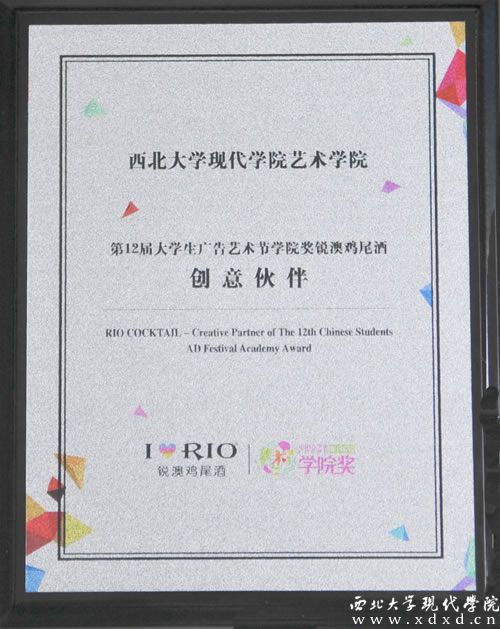 西北大学现代学院艺术学院
第12届大学生广告艺术节学院奖锐澳鸡尾酒
创意伙伴
RIO COCKTAIL – Creative Partner of The 12th Chinese Students
AD Festival Academy Award
I RIO
锐澳鸡尾酒
学院奖
西北大学现代学院
www.xdxd.cn